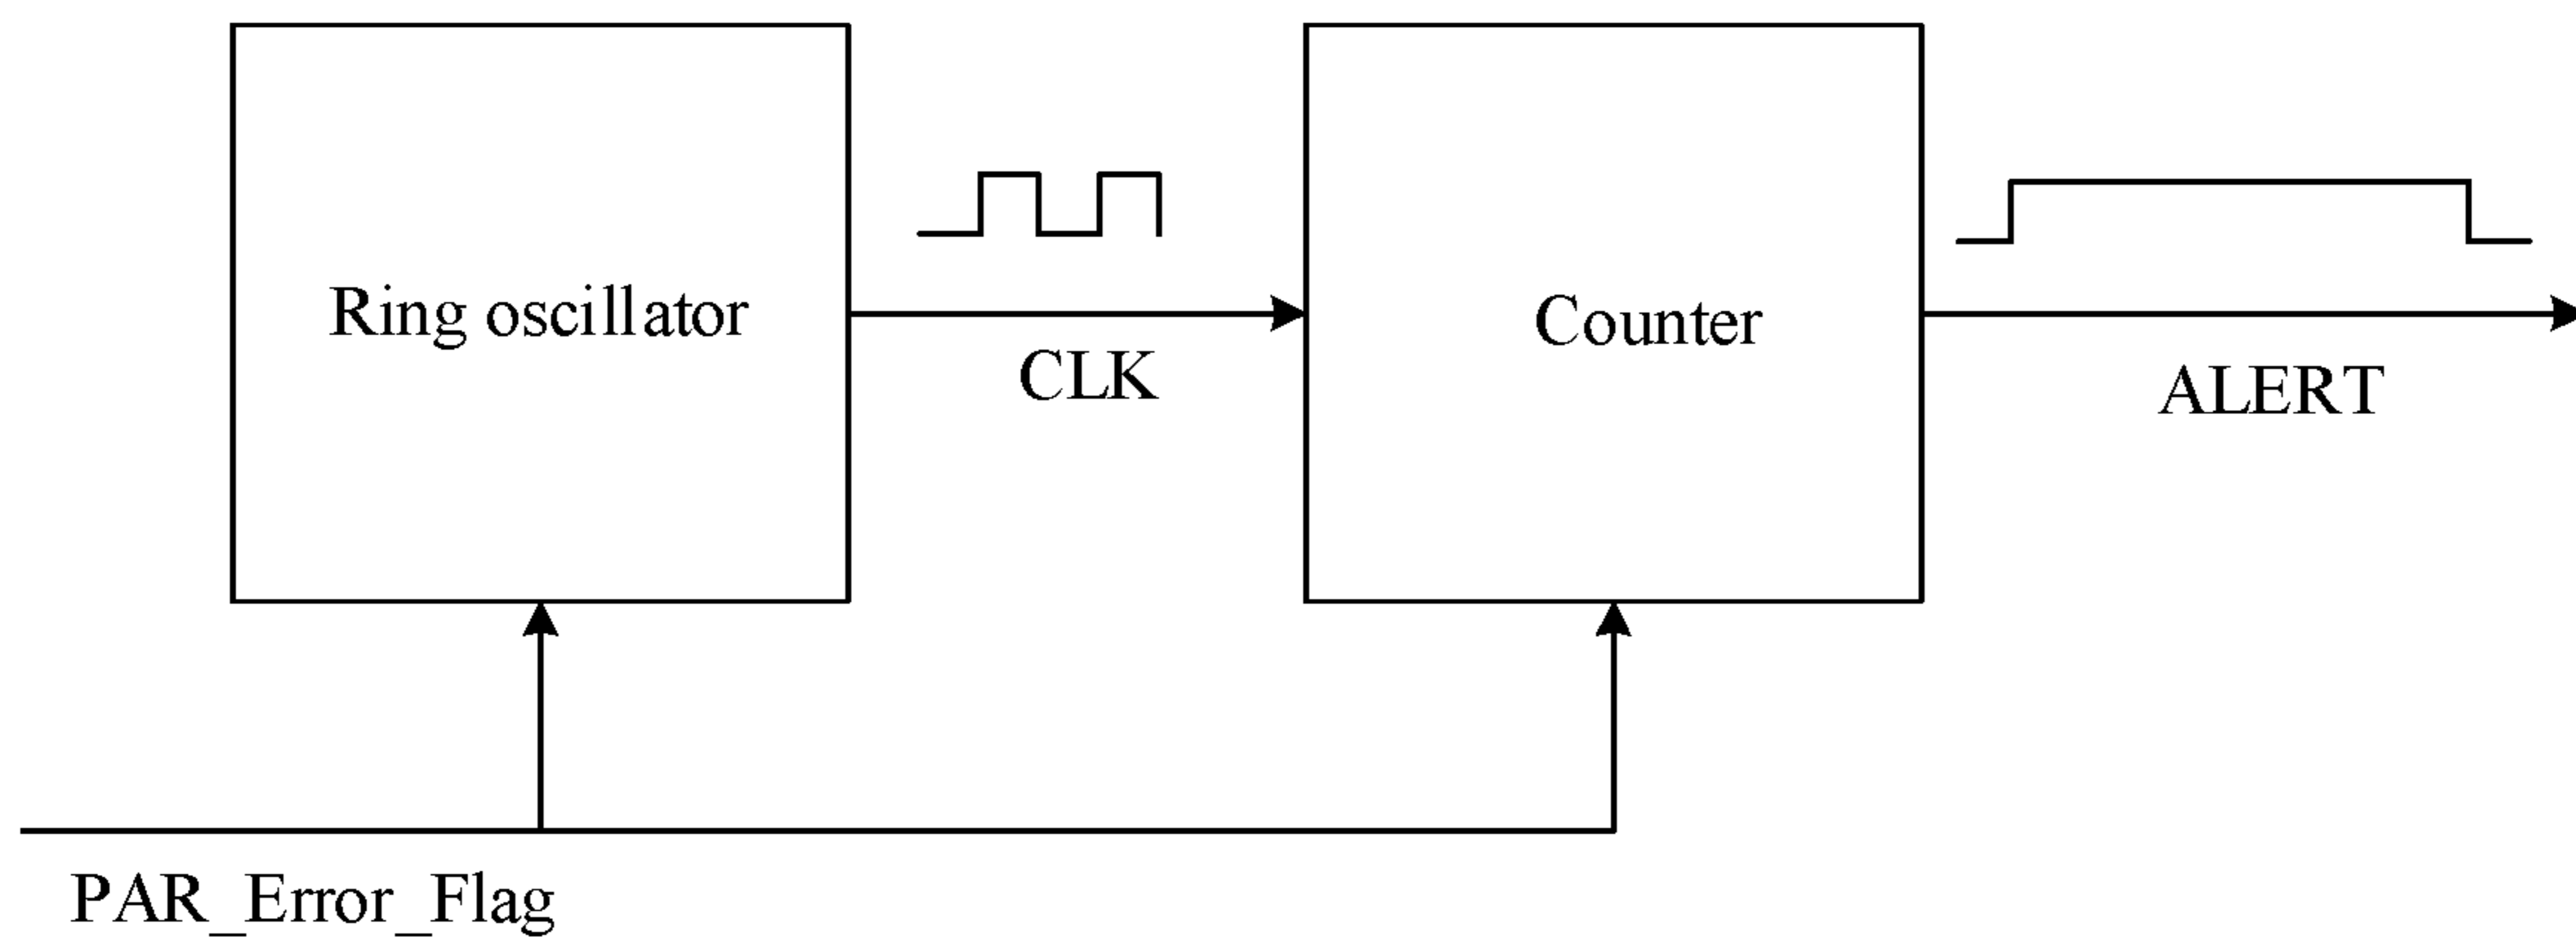 Ring oscillator
CLK
Counter
ALERT
PAR_Error_Flag